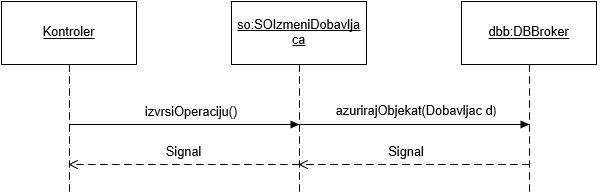 Kontroler
so:SOIzmeniDobavlja
ca
dbb:DBBroker
izvrsiOperaciju()
azurirajObjekat(Dobavljac d)
Signal
Signal